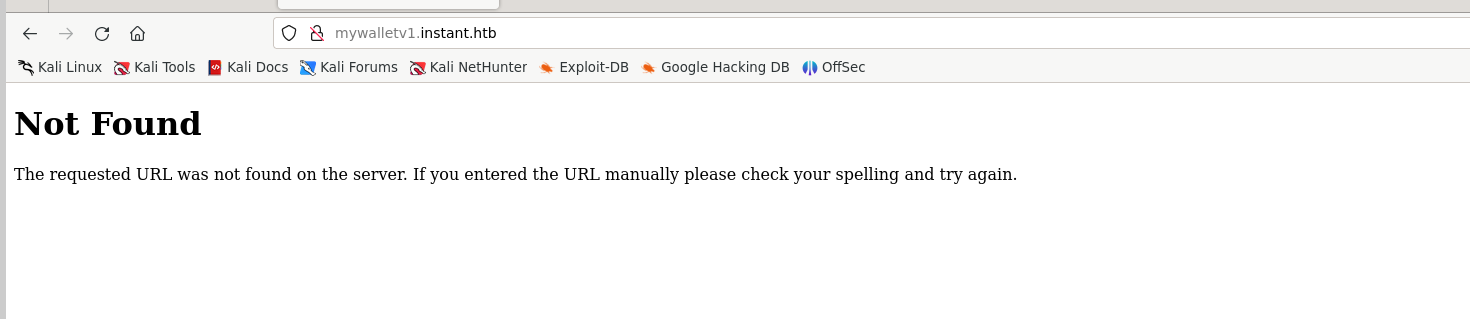 mywalletv1.instant.htb
Kali Linux Kali Tools Kali Docs Kali Forums Kali NetHunter Exploit-DB Google Hacking DB OffSec
Not Found
The requested URL was not found on the server. If you entered the URL manually please check your spelling and try again.